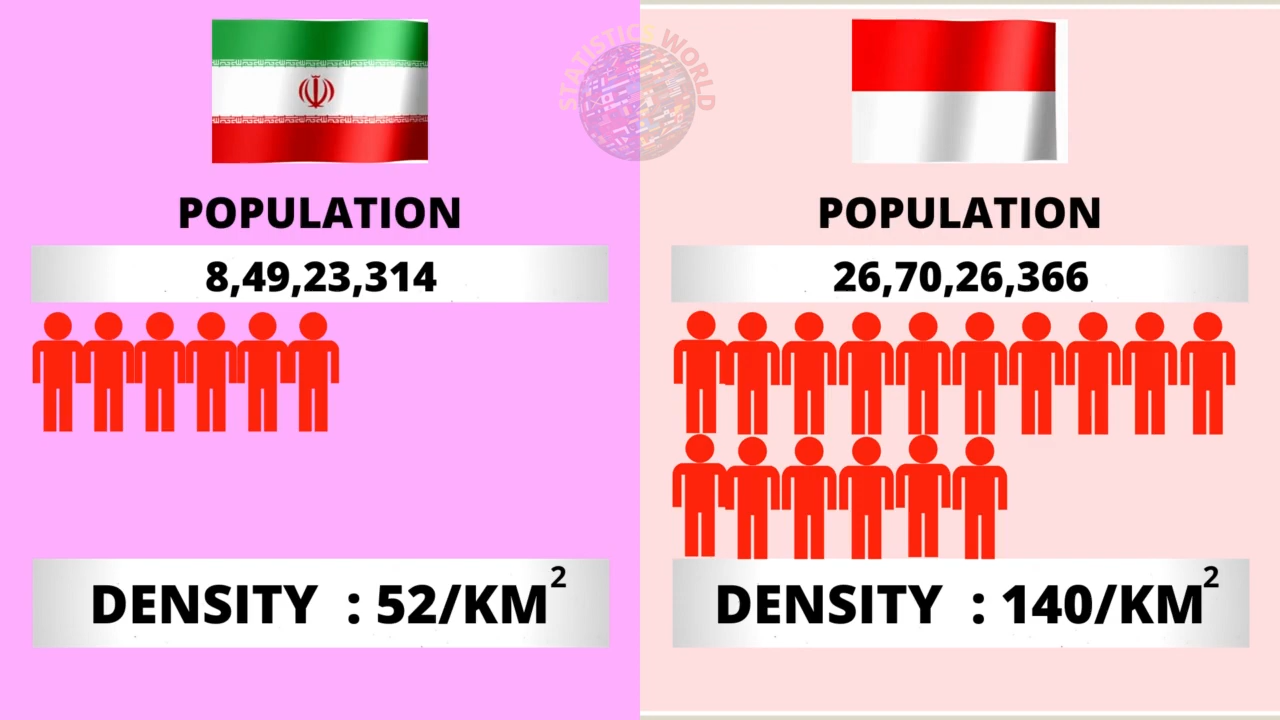 STATISTICS WORLD
POPULATION
8,49,23,314
DENSITY : 52/KM²
POPULATION
26,70,26,366
DENSITY : 140/KM²